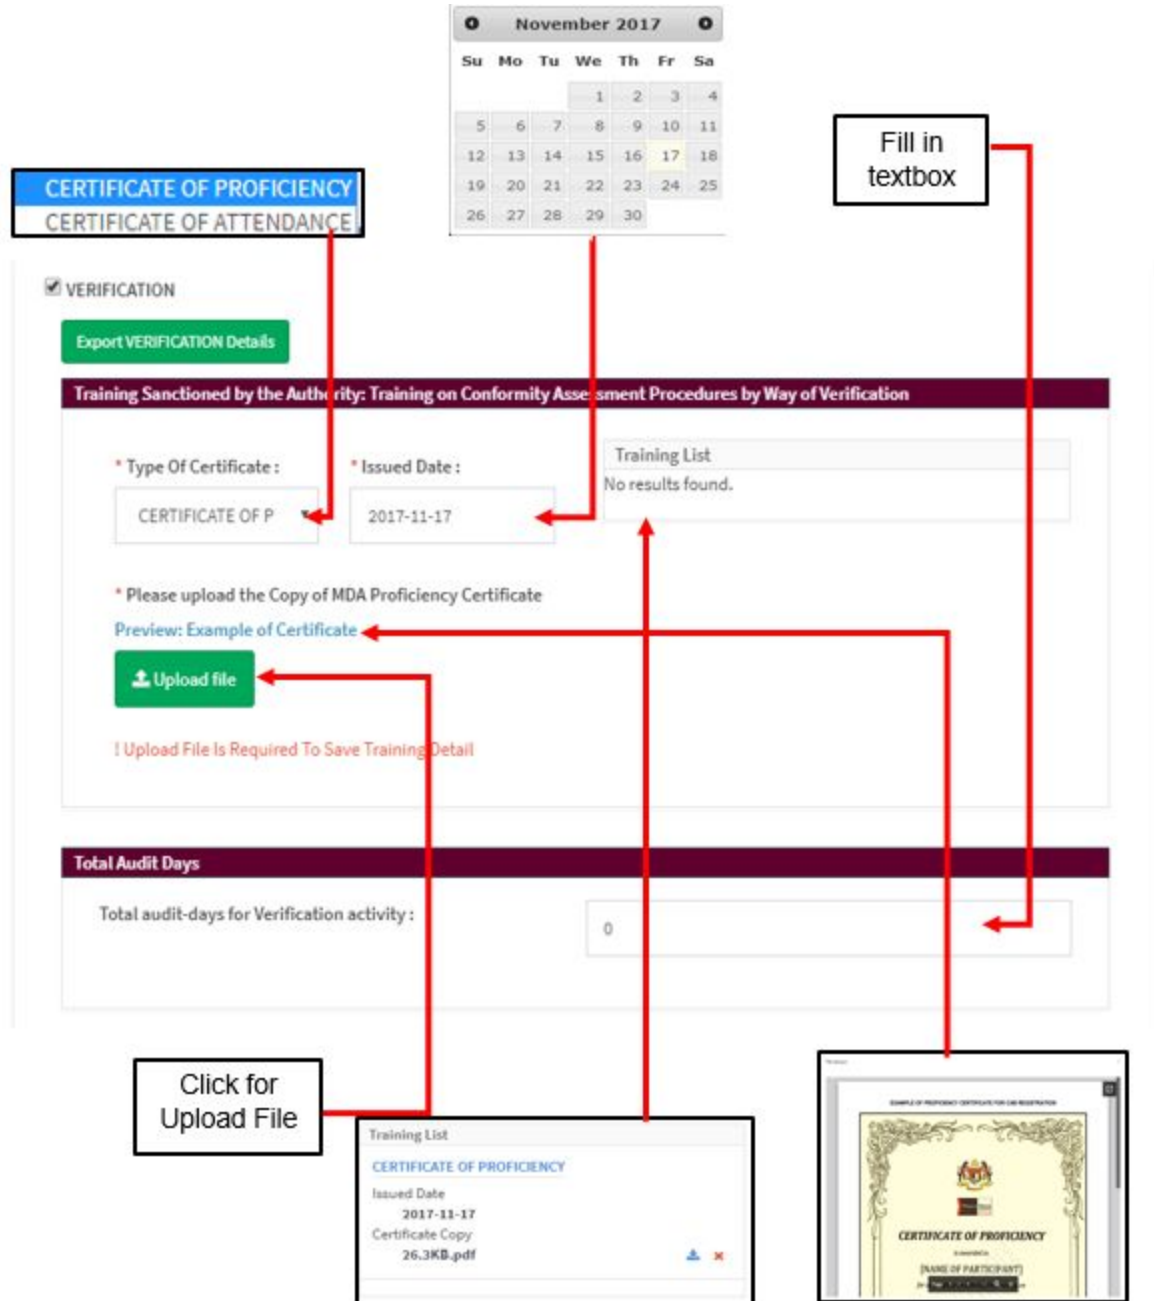 November 2017
Su Mo Tu We Th Fr Sa
1 2 3 4
5 6 7 8 9 10 11
12 13 14 15 16 17 18
19 20 21 22 23 24 25
26 27 28 29 30
Fill in
textbox
CERTIFICATE OF PROFICIENCY
CERTIFICATE OF ATTENDANCE
VERIFICATION
Export VERIFICATION Details
Training Sanctioned by the Authority: Training on Conformity Assessment Procedures by Way of Verification
* Type Of Certificate :
* Issued Date :
Training List
No results found.
CERTIFICATE OF P
2017-11-17
* Please upload the Copy of MDA Proficiency Certificate
Preview: Example of Certificate
Upload file
! Upload File Is Required To Save Training Detail
Total Audit Days
Total audit-days for Verification activity :
0
Click for
Upload File
Training List
CERTIFICATE OF PROFICIENCY
Issued Date
2017-11-17
Certificate Copy
26.3KB.pdf
EXAMPLE OF PROFICIENCY CERTIFICATE FOR CAB REGISTRATION
CERTIFICATE OF PROFICIENCY
[NAME OF PARTICIPANT]